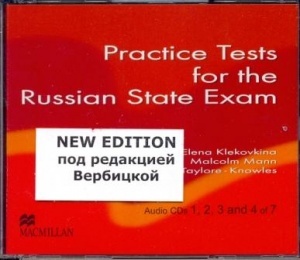 Practice Tests
for the
Russian State Exam
NEW EDITION
под редакцией
Вербицкой
Elena Klekovkina
Malcolm Mann
Taylore-Knowles
Audio CDs 1, 2, 3 and 4 of 7
MACMILLAN